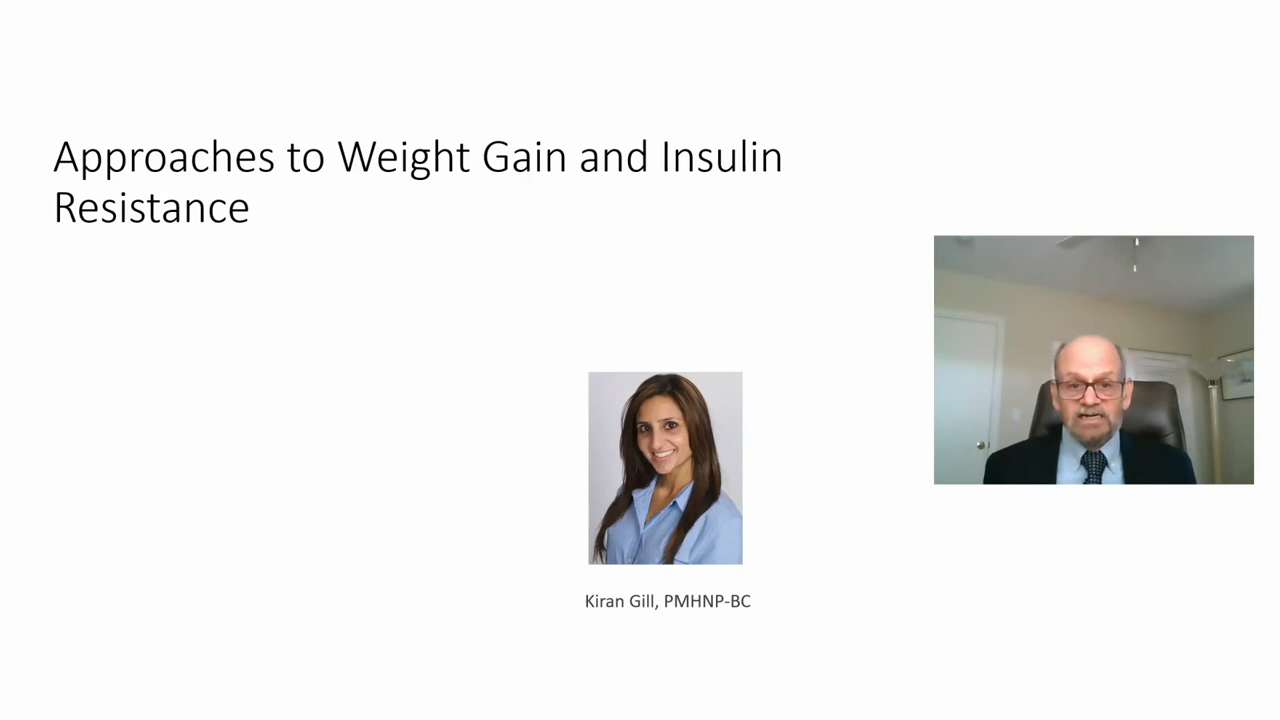 Approaches to Weight Gain and Insulin
Resistance
Kiran Gill, PMHNP-BC